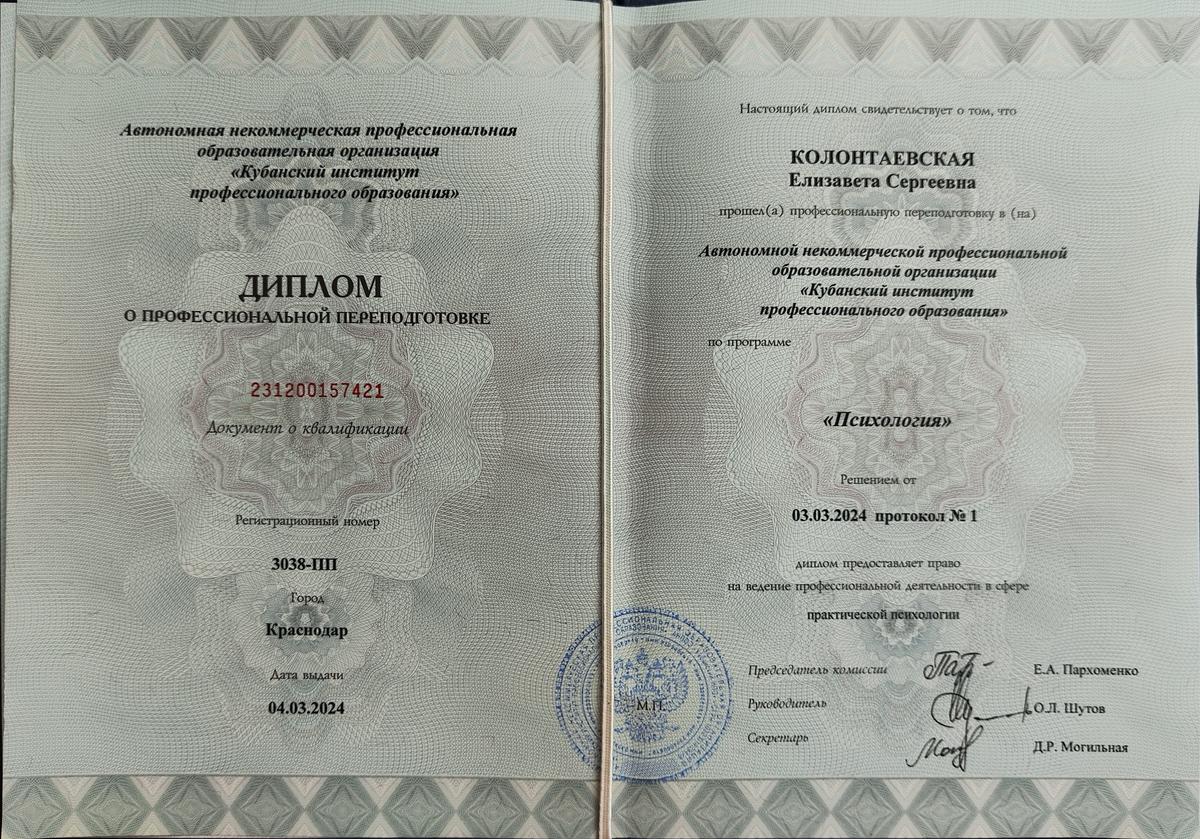 Автономная некоммерческая профессиональная
образовательная организация
«Кубанский институт
профессионального образования»
ДИПЛОМ
О ПРОФЕССИОНАЛЬНОЙ ПЕРЕПОДГОТОВКЕ
231200157421
Документ о квалификации
Регистрационный номер
3038-ПП
Город
Краснодар
Дата выдачи
04.03.2024
Настоящий диплом свидетельствует о том, что
КОЛОНТАЕВСКАЯ
Елизавета Сергеевна
прошел(а) профессиональную переподготовку в (на)
Автономной некоммерческой профессиональной
образовательной организации
«Кубанский институт
профессионального образования»
по программе
«Психология»
Решением от
03.03.2024 протокол № 1
диплом предоставляет право
на ведение профессиональной деятельности в сфере
практической психологии
Председатель комиссии Е.А. Пархоменко
Руководитель О.Л. Шутов
М.П.
Секретарь Д.Р. Могильная